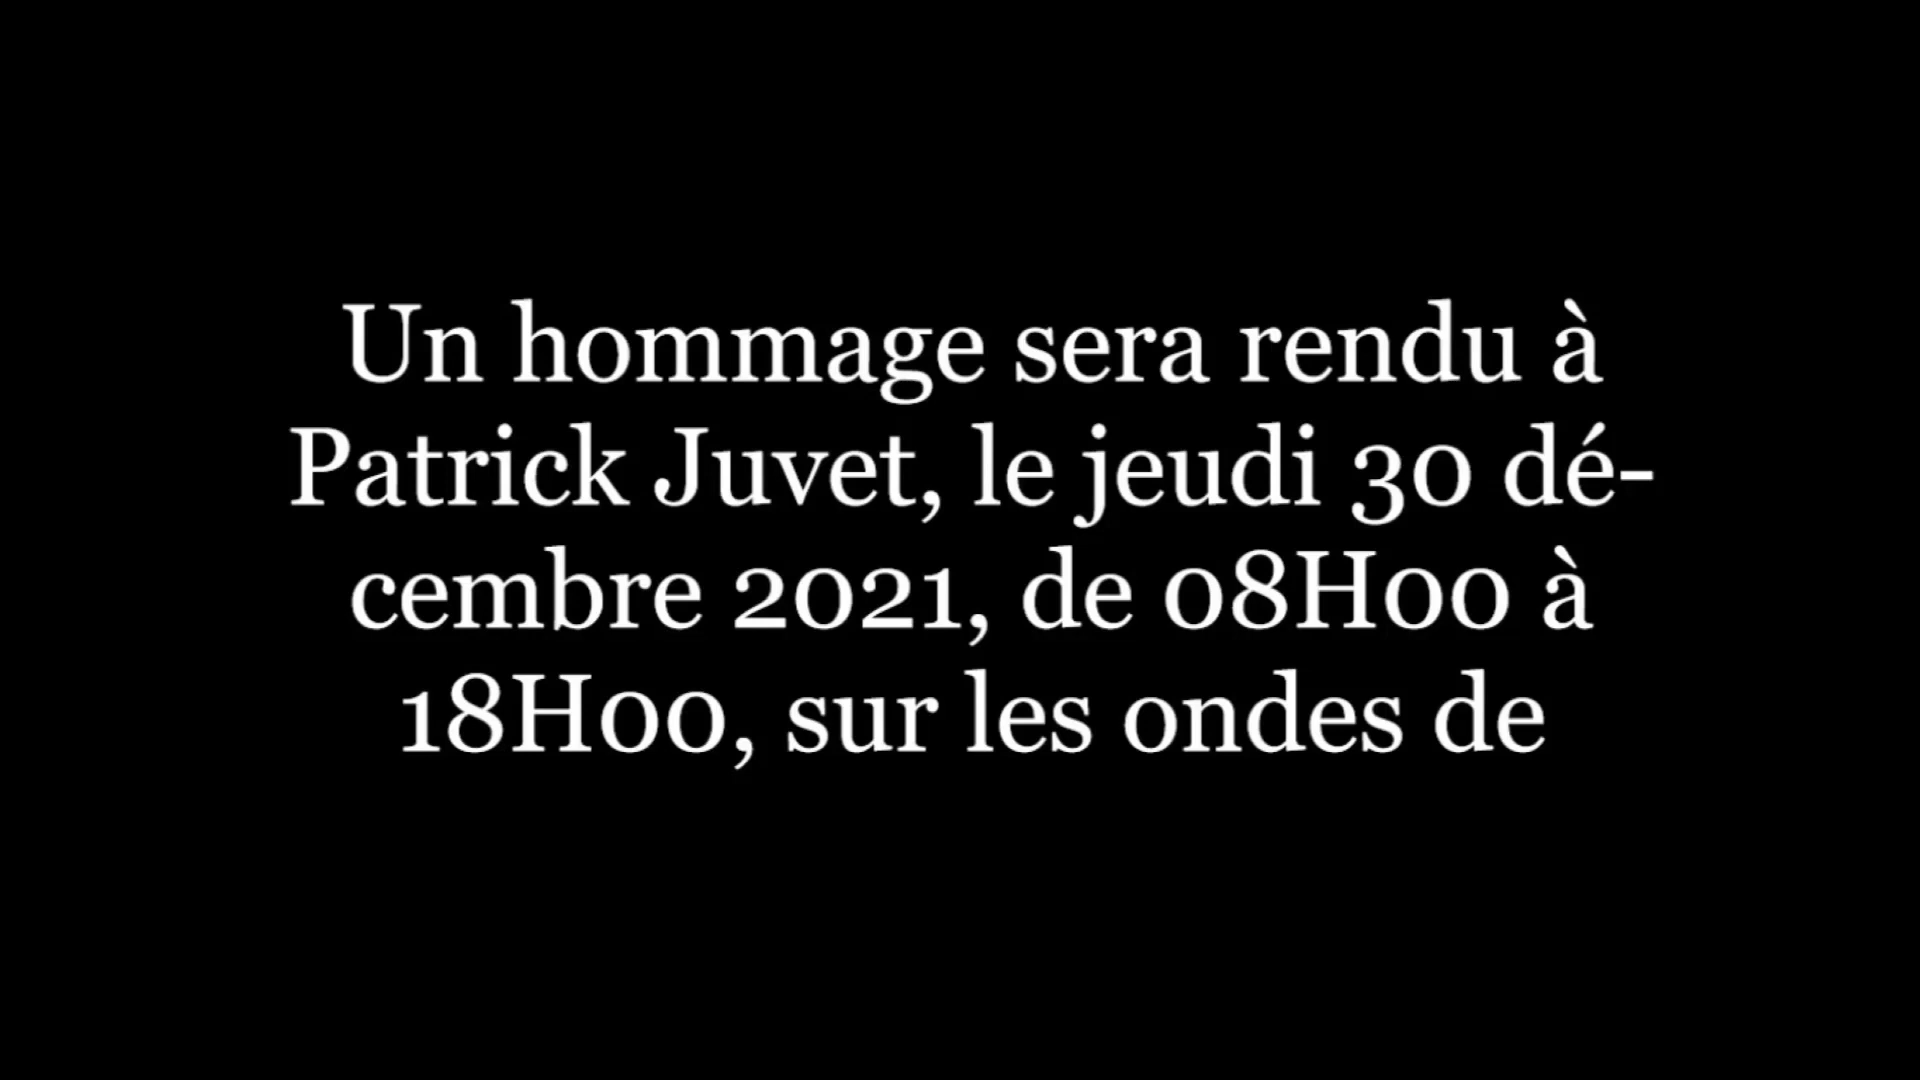 Un hommage sera rendu à
Patrick Juvet, le jeudi 30 dé-
cembre 2021, de 08H00 à
18H00, sur les ondes de